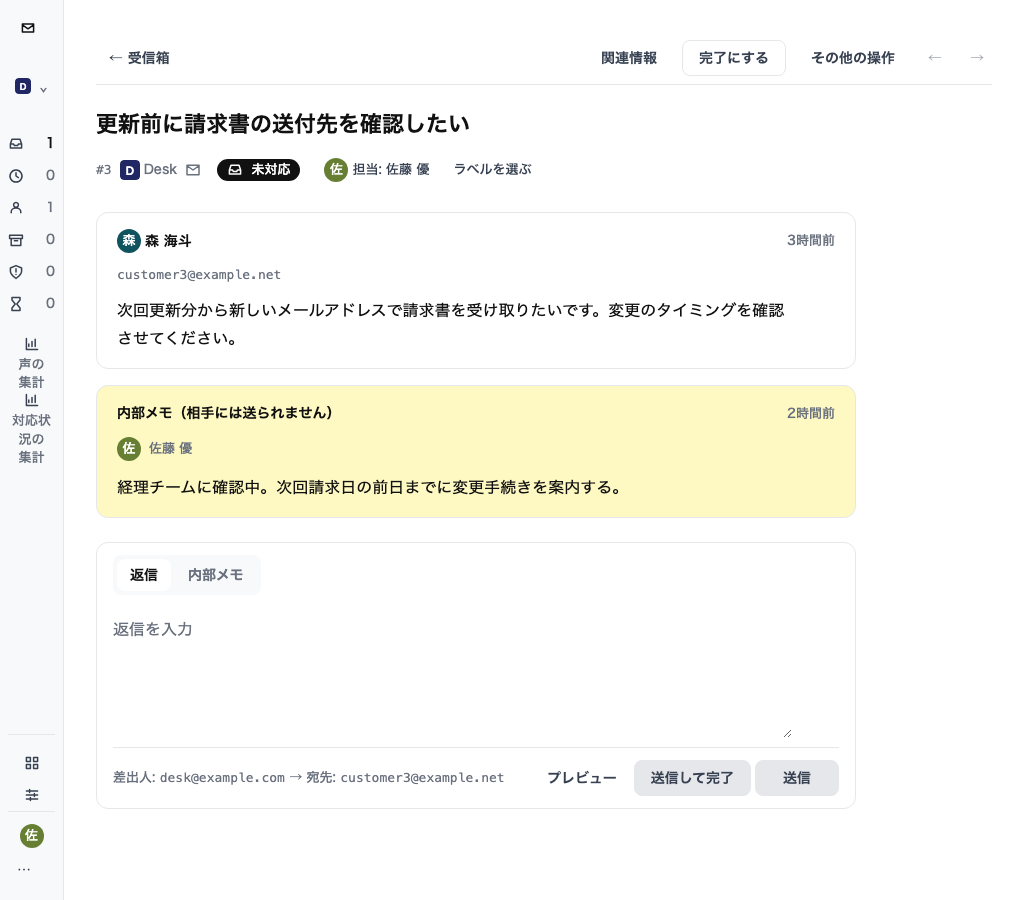 ← 受信箱
関連情報
完了にする
その他の操作
← →
D
1
0
1
0
0
0
声の
集計
対応状
況の
集計
佐
…
更新前に請求書の送付先を確認したい
#3 D Desk 未対応 佐 担当: 佐藤 優 ラベルを選ぶ
森 森 海斗 3時間前
customer3@example.net
次回更新分から新しいメールアドレスで請求書を受け取りたいです。変更のタイミングを確認
させてください。
内部メモ（相手には送られません） 2時間前
佐 佐藤 優
経理チームに確認中。次回請求日の前日までに変更手続きを案内する。
返信 内部メモ
返信を入力
差出人: desk@example.com → 宛先: customer3@example.net プレビュー 送信して完了 送信